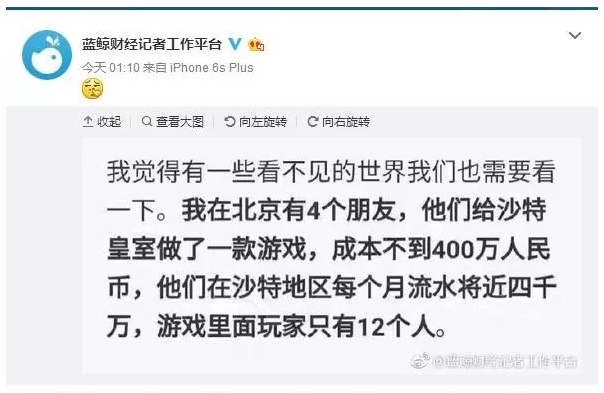 蓝鲸财经记者工作平台
今天 01:10 来自 iPhone 6s Plus
收起 查看大图 向左旋转 向右旋转
我觉得有一些看不见的世界我们也需要看
一下。我在北京有4个朋友，他们给沙特
皇室做了一款游戏，成本不到400万人民
币，他们在沙特地区每个月流水将近四千
万，游戏里面玩家只有12个人。
@蓝鲸财经记者工作平台